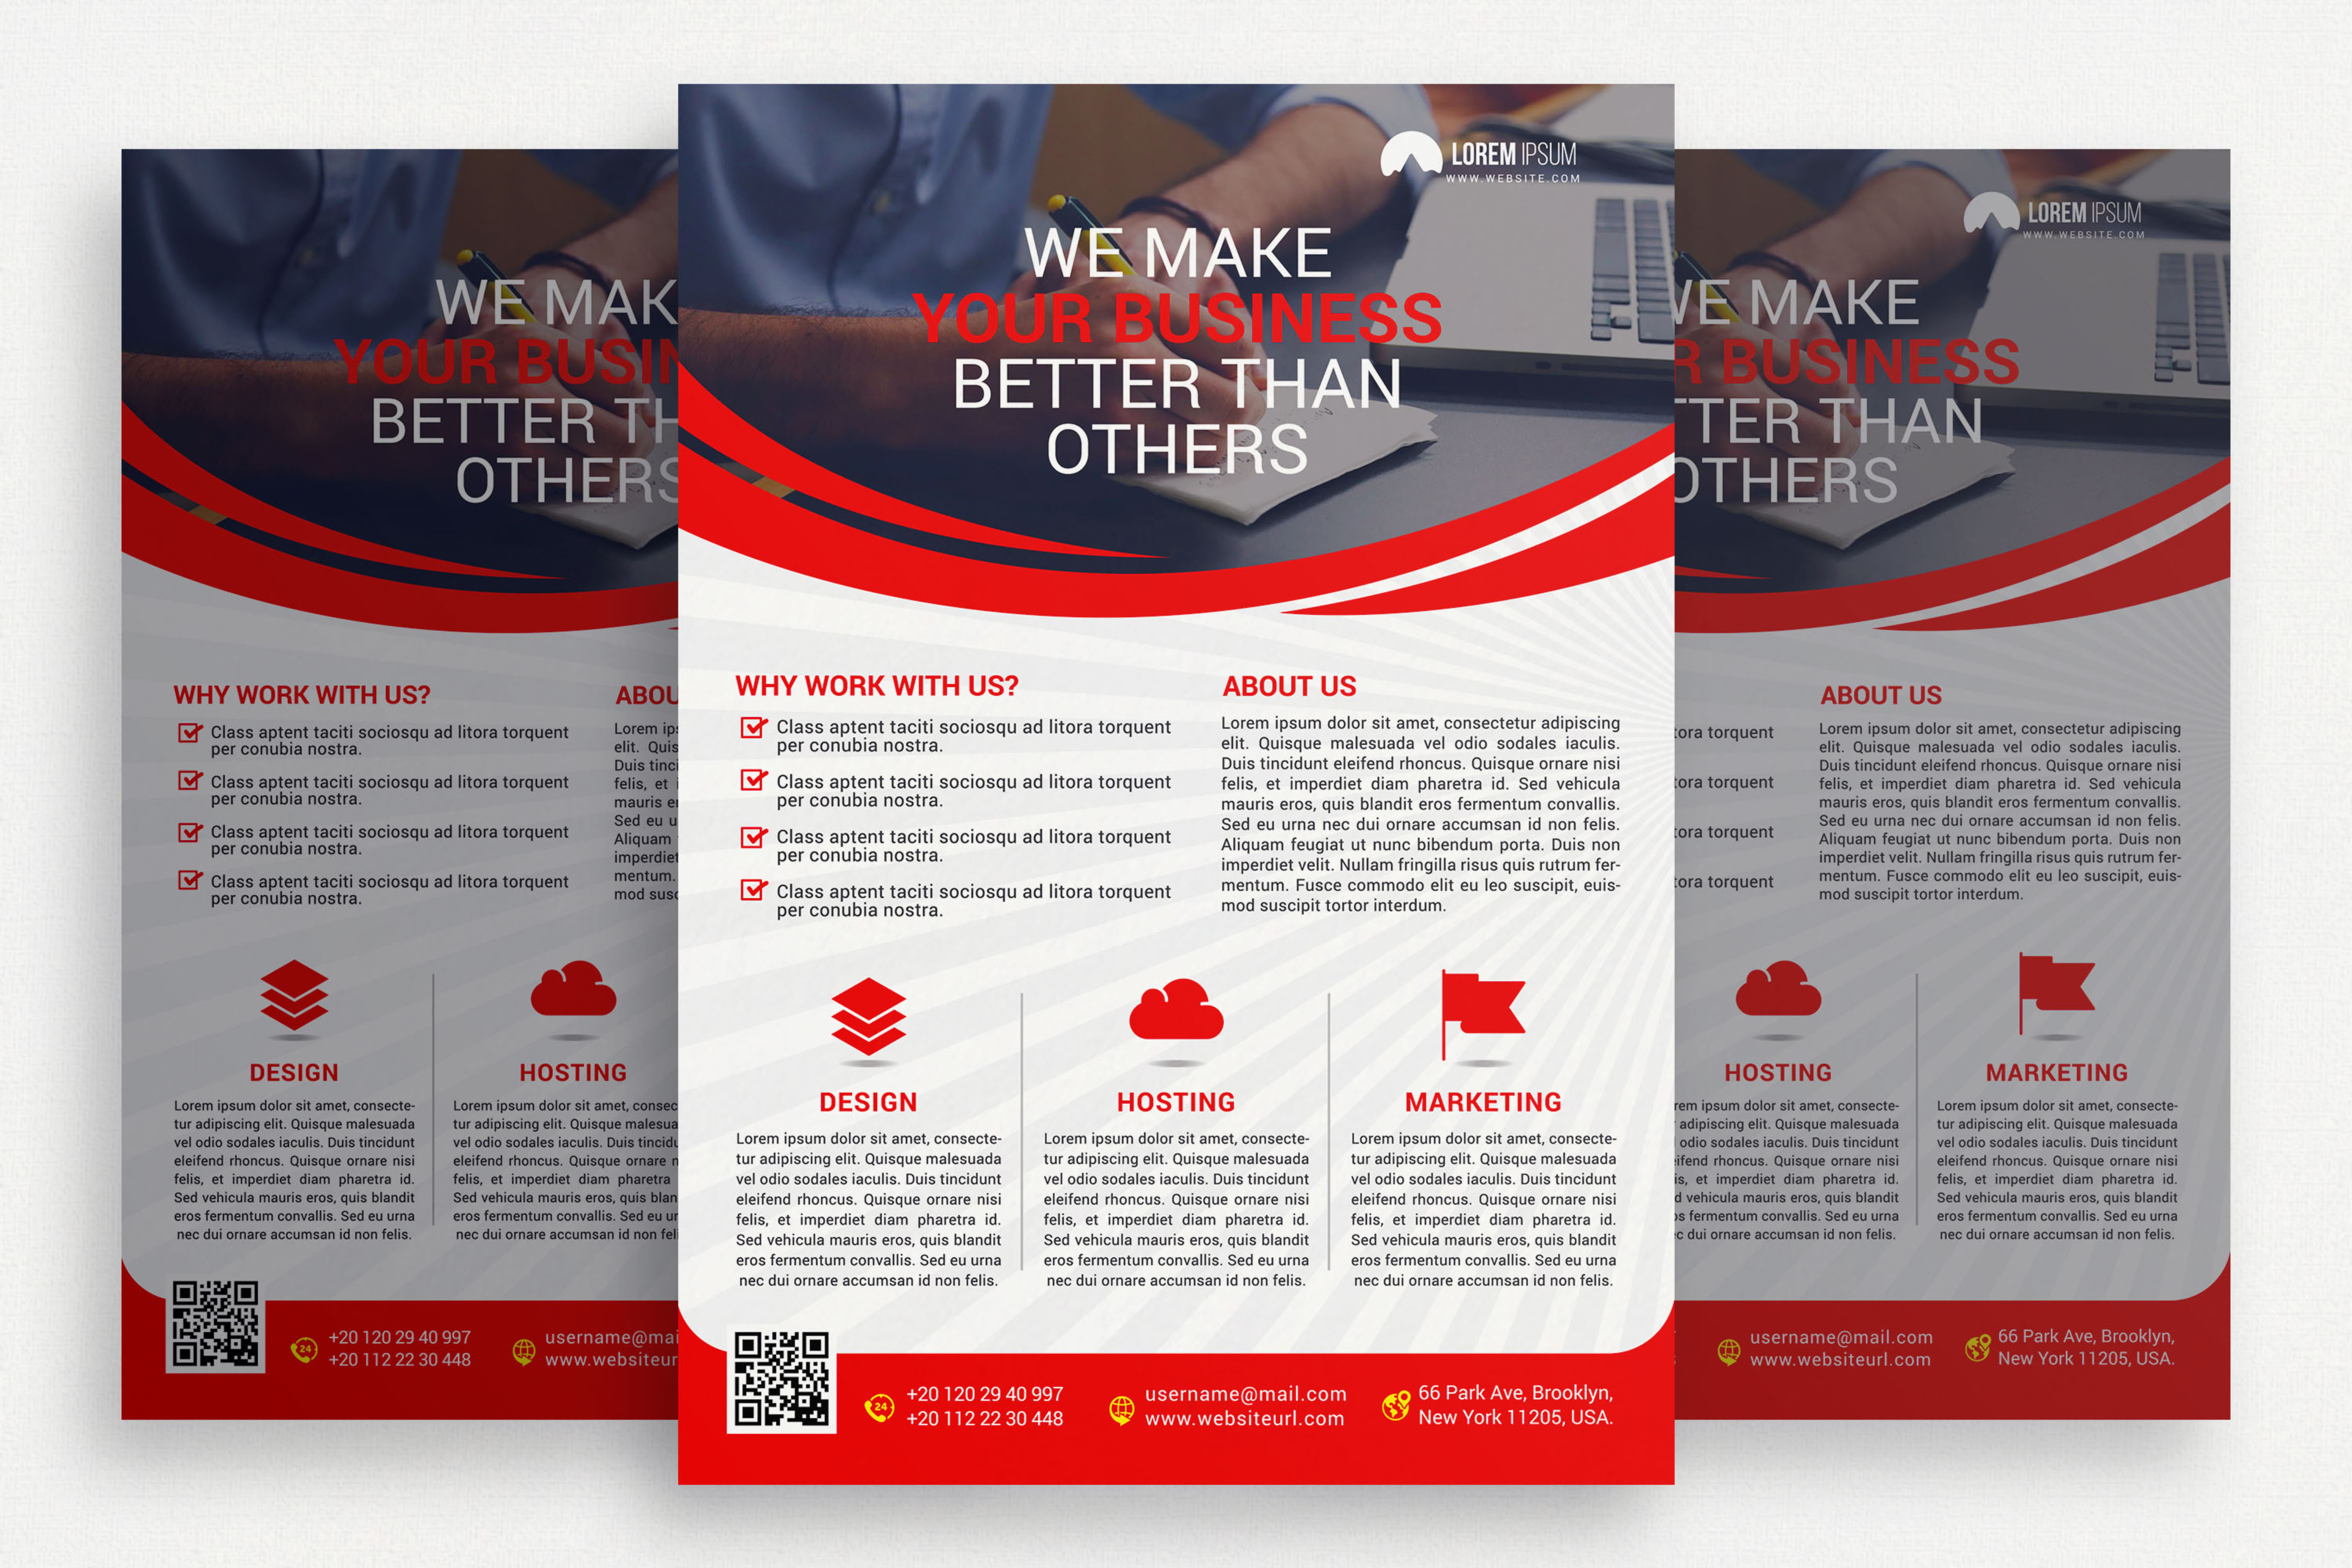 LOREM IPSUM
WWW.WEBSITE.COM
WE MAKE
YOUR BUSINESS
BETTER THAN
OTHERS
WHY WORK WITH US?
Class aptent taciti sociosqu ad litora torquent
per conubia nostra.
Class aptent taciti sociosqu ad litora torquent
per conubia nostra.
Class aptent taciti sociosqu ad litora torquent
per conubia nostra.
Class aptent taciti sociosqu ad litora torquent
per conubia nostra.
ABOUT US
Lorem ipsum dolor sit amet, consectetur adipiscing
elit. Quisque malesuada vel odio sodales iaculis.
Duis tincidunt eleifend rhoncus. Quisque ornare nisi
felis, et imperdiet diam pharetra id. Sed vehicula
mauris eros, quis blandit eros fermentum convallis.
Sed eu urna nec dui ornare accumsan id non felis.
Aliquam feugiat ut nunc bibendum porta. Duis non
imperdiet velit. Nullam fringilla risus quis rutrum fer-
mentum. Fusce commodo elit eu leo suscipit, euis-
mod suscipit tortor interdum.
DESIGN
Lorem ipsum dolor sit amet, consecte-
tur adipiscing elit. Quisque malesuada
vel odio sodales iaculis. Duis tincidunt
eleifend rhoncus. Quisque ornare nisi
felis, et imperdiet diam pharetra id.
Sed vehicula mauris eros, quis blandit
eros fermentum convallis. Sed eu urna
nec dui ornare accumsan id non felis.
HOSTING
Lorem ipsum dolor sit amet, consecte-
tur adipiscing elit. Quisque malesuada
vel odio sodales iaculis. Duis tincidunt
eleifend rhoncus. Quisque ornare nisi
felis, et imperdiet diam pharetra id.
Sed vehicula mauris eros, quis blandit
eros fermentum convallis. Sed eu urna
nec dui ornare accumsan id non felis.
MARKETING
Lorem ipsum dolor sit amet, consecte-
tur adipiscing elit. Quisque malesuada
vel odio sodales iaculis. Duis tincidunt
eleifend rhoncus. Quisque ornare nisi
felis, et imperdiet diam pharetra id.
Sed vehicula mauris eros, quis blandit
eros fermentum convallis. Sed eu urna
nec dui ornare accumsan id non felis.
24
+20 120 29 40 997
+20 112 22 30 448
username@mail.com
www.websiteurl.com
66 Park Ave, Brooklyn,
New York 11205, USA.
WE MAK
YOUR BUSIN
BETTER TH
OTHERS
WHY WORK WITH US?
Class aptent taciti sociosqu ad litora torquent
per conubia nostra.
Class aptent taciti sociosqu ad litora torquent
per conubia nostra.
Class aptent taciti sociosqu ad litora torquent
per conubia nostra.
Class aptent taciti sociosqu ad litora torquent
per conubia nostra.
ABOU
Lorem ip
elit. Quis
Duis tinci
felis, et
mauris e
Sed eu u
Aliquam
imperdiet
mentum.
mod susc
DESIGN
Lorem ipsum dolor sit amet, consecte-
tur adipiscing elit. Quisque malesuada
vel odio sodales iaculis. Duis tincidunt
eleifend rhoncus. Quisque ornare nisi
felis, et imperdiet diam pharetra id.
Sed vehicula mauris eros, quis blandit
eros fermentum convallis. Sed eu urna
nec dui ornare accumsan id non felis.
HOSTING
Lorem ipsum dolor sit amet, consec
tur adipiscing elit. Quisque malesua
vel odio sodales iaculis. Duis tincidu
eleifend rhoncus. Quisque ornare n
felis, et imperdiet diam pharetra
Sed vehicula mauris eros, quis blan
eros fermentum convallis. Sed eu ur
nec dui ornare accumsan id non fel
24
+20 120 29 40 997
+20 112 22 30 448
username@mai
www.websiteur
LOREM IPSUM
WWW.WEBSITE.COM
WE MAKE
R BUSINESS
TTER THAN
OTHERS
ora torquent
ora torquent
ora torquent
ora torquent
ABOUT US
Lorem ipsum dolor sit amet, consectetur adipiscing
elit. Quisque malesuada vel odio sodales iaculis.
Duis tincidunt eleifend rhoncus. Quisque ornare nisi
felis, et imperdiet diam pharetra id. Sed vehicula
mauris eros, quis blandit eros fermentum convallis.
Sed eu urna nec dui ornare accumsan id non felis.
Aliquam feugiat ut nunc bibendum porta. Duis non
imperdiet velit. Nullam fringilla risus quis rutrum fer-
mentum. Fusce commodo elit eu leo suscipit, euis-
mod suscipit tortor interdum.
HOSTING
rem ipsum dolor sit amet, consecte-
adipiscing elit. Quisque malesuada
odio sodales iaculis. Duis tincidunt
ifend rhoncus. Quisque ornare nisi
is, et imperdiet diam pharetra id.
d vehicula mauris eros, quis blandit
os fermentum convallis. Sed eu urna
c dui ornare accumsan id non felis.
MARKETING
Lorem ipsum dolor sit amet, consecte-
tur adipiscing elit. Quisque malesuada
vel odio sodales iaculis. Duis tincidunt
eleifend rhoncus. Quisque ornare nisi
felis, et imperdiet diam pharetra id.
Sed vehicula mauris eros, quis blandit
eros fermentum convallis. Sed eu urna
nec dui ornare accumsan id non felis.
username@mail.com
www.websiteurl.com
66 Park Ave, Brooklyn,
New York 11205, USA.